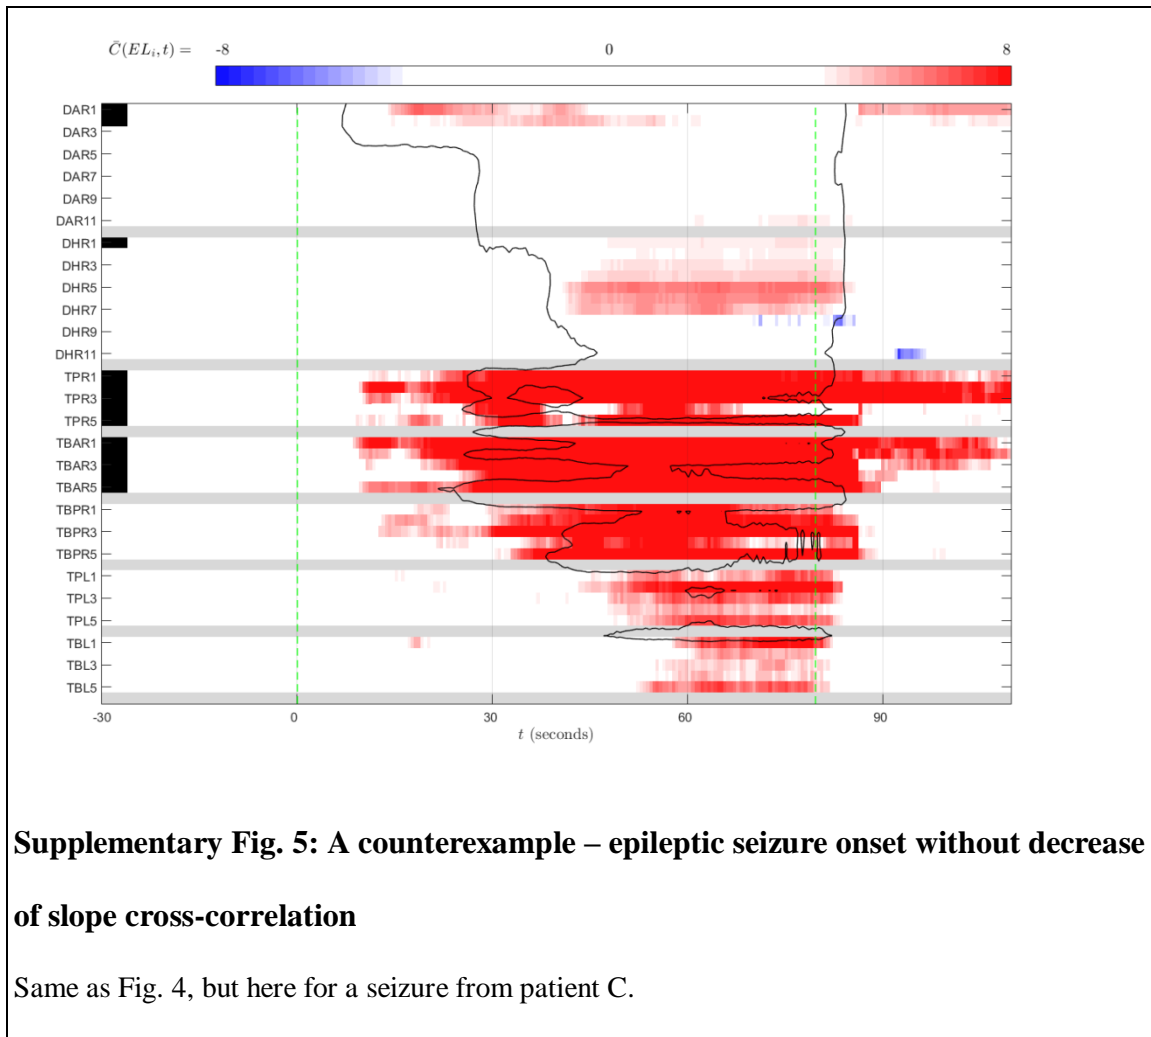 C̄(ELᵢ, t) = -8 0 8
DAR1
DAR3
DAR5
DAR7
DAR9
DAR11
DHR1
DHR3
DHR5
DHR7
DHR9
DHR11
TPR1
TPR3
TPR5
TBAR1
TBAR3
TBAR5
TBPR1
TBPR3
TBPR5
TPL1
TPL3
TPL5
TBL1
TBL3
TBL5
-30 0 30 60 90
t (seconds)
Supplementary Fig. 5: A counterexample – epileptic seizure onset without decrease
of slope cross-correlation
Same as Fig. 4, but here for a seizure from patient C.